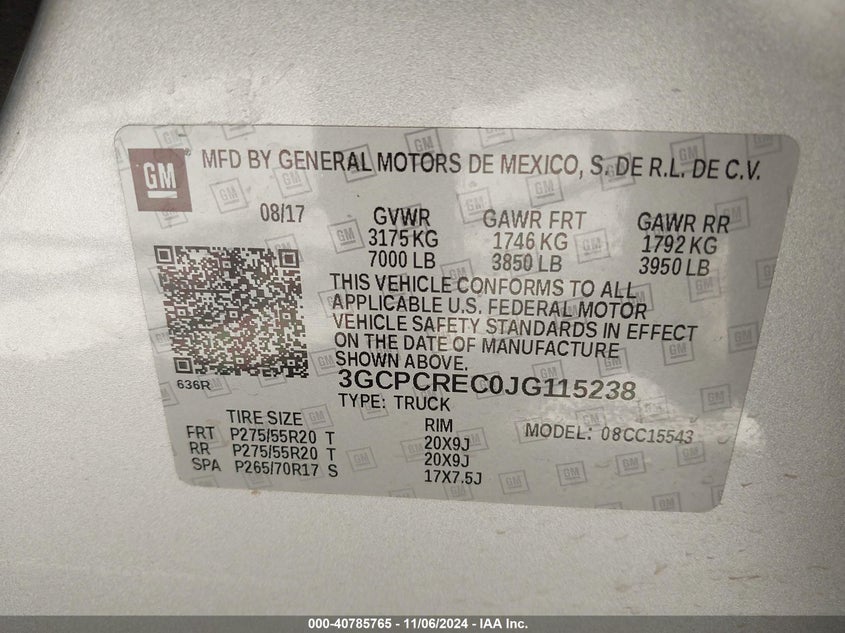 GM
MFD BY GENERAL MOTORS DE MEXICO, S. DE R.L. DE C.V.
08/17 GVWR GAWR FRT GAWR RR
3175 KG 1746 KG 1792 KG
7000 LB 3850 LB 3950 LB
THIS VEHICLE CONFORMS TO ALL
APPLICABLE U.S. FEDERAL MOTOR
VEHICLE SAFETY STANDARDS IN EFFECT
ON THE DATE OF MANUFACTURE
SHOWN ABOVE.
636R
3GCPCREC0JG115238
TYPE: TRUCK
TIRE SIZE RIM MODEL: 08CC15543
FRT P275/55R20 T 20X9J
RR P275/55R20 T 20X9J
SPA P265/70R17 S 17X7.5J
000-40785765 - 11/06/2024 - IAA Inc.